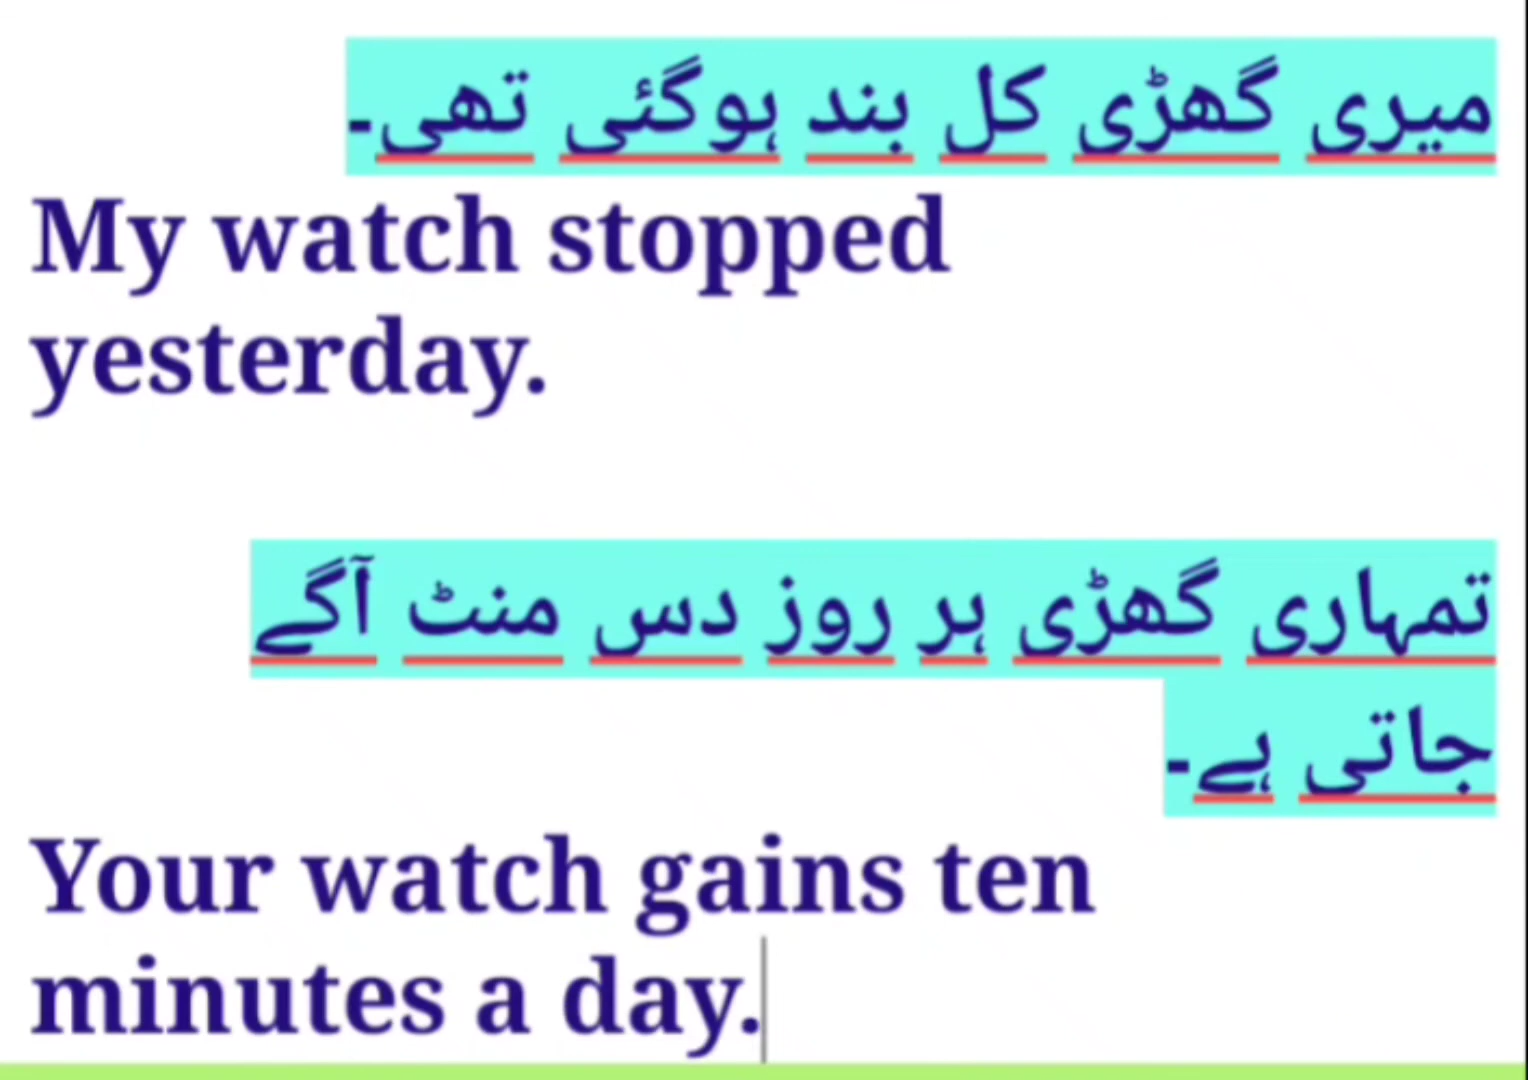 میری گھڑی کل بند ہوگئی تھی۔
My watch stopped
yesterday.
تمہاری گھڑی ہر روز دس منٹ آگے
جاتی ہے۔
Your watch gains ten
minutes a day.